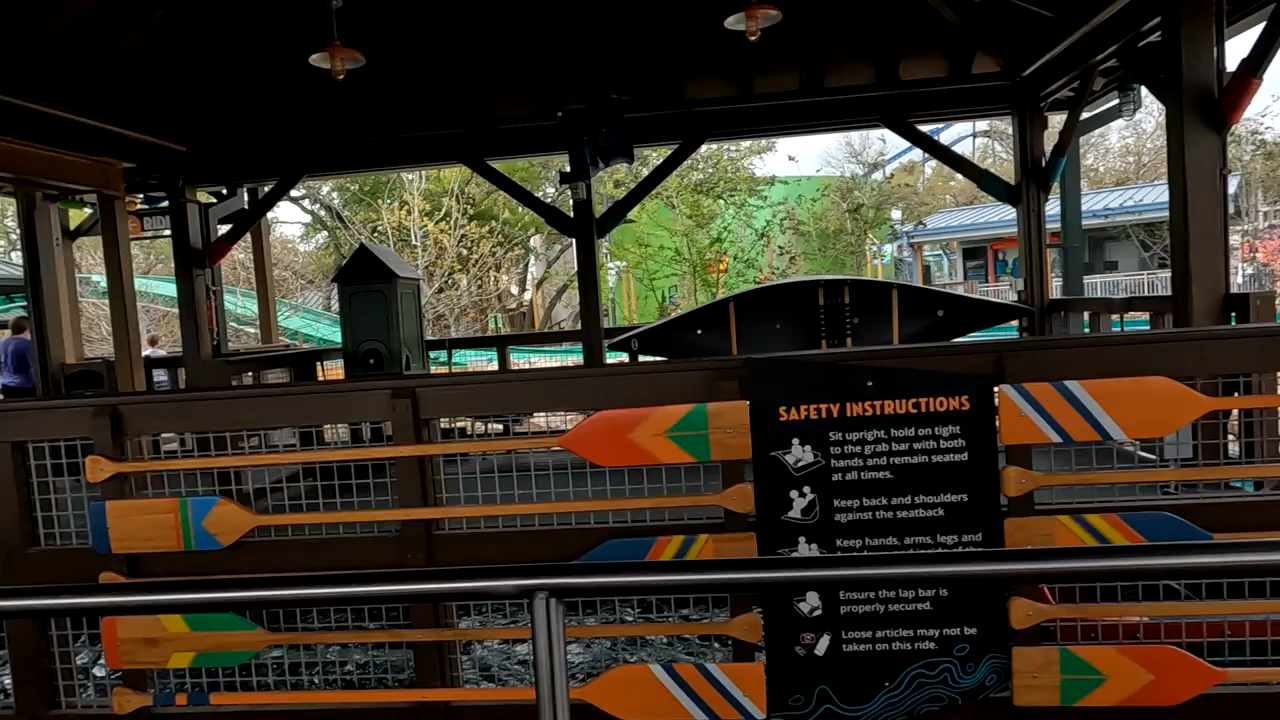 RIDE
SAFETY INSTRUCTIONS
Sit upright, hold on tight
to the grab bar with both
hands and remain seated
at all times.
Keep back and shoulders
against the seatback
Keep hands, arms, legs and
Ensure the lap bar is
properly secured.
Loose articles may not be
taken on this ride.